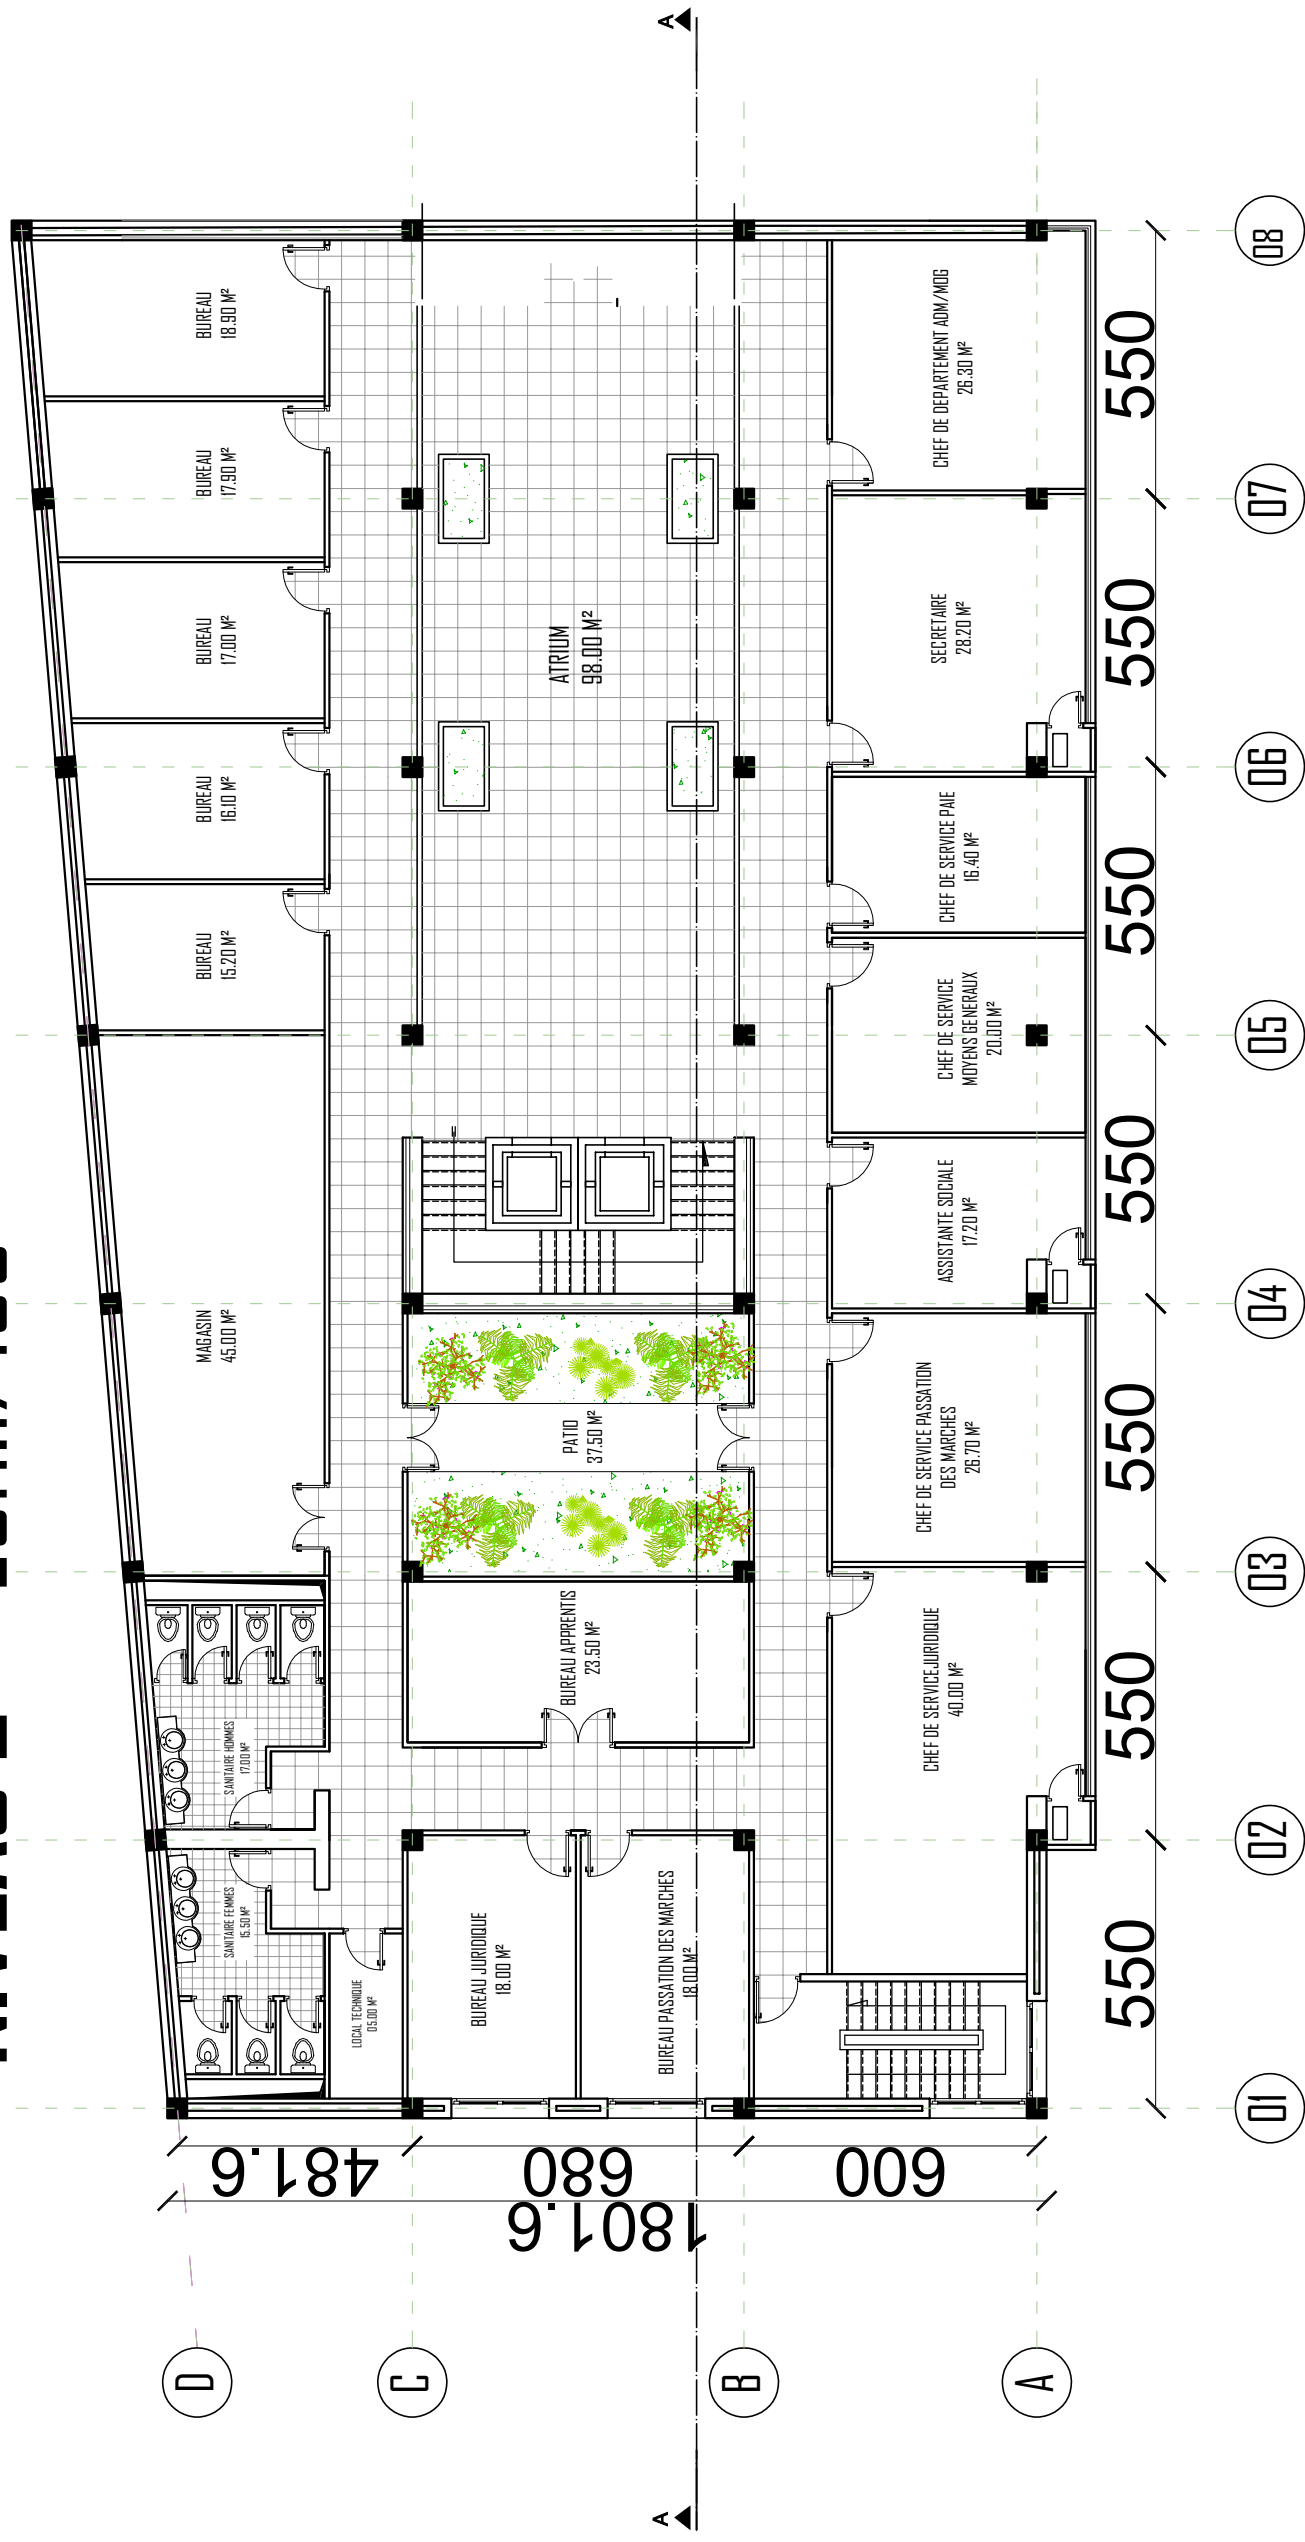 BUREAU
15.20 M²
BUREAU
16.10 M²
BUREAU
17.00 M²
BUREAU
17.90 M²
BUREAU
18.90 M²
MAGASIN
45.00 M²
SANITAIRE HOMMES
17.00 M²
SANITAIRE FEMMES
15.50 M²
LOCAL TECHNIQUE
05.00 M²
BUREAU JURIDIQUE
18.00 M²
BUREAU PASSATION DES MARCHES
18.00 M²
BUREAU APPRENTIS
23.50 M²
PATIO
37.50 M²
ATRIUM
98.00 M²
CHEF DE SERVICEJURIDIQUE
40.00 M²
CHEF DE SERVICE PASSATION
DES MARCHES
26.70 M²
ASSISTANTE SOCIALE
17.20 M²
CHEF DE SERVICE
MOYENS GENERAUX
20.00 M²
CHEF DE SERVICE PAIE
16.40 M²
SECRETAIRE
28.20 M²
CHEF DE DEPARTEMENT ADM/MDG
26.30 M²
A
A
D
C
B
A
481.6
680
600
1801.6
550
550
550
550
550
550
550
01
02
03
04
05
06
07
08